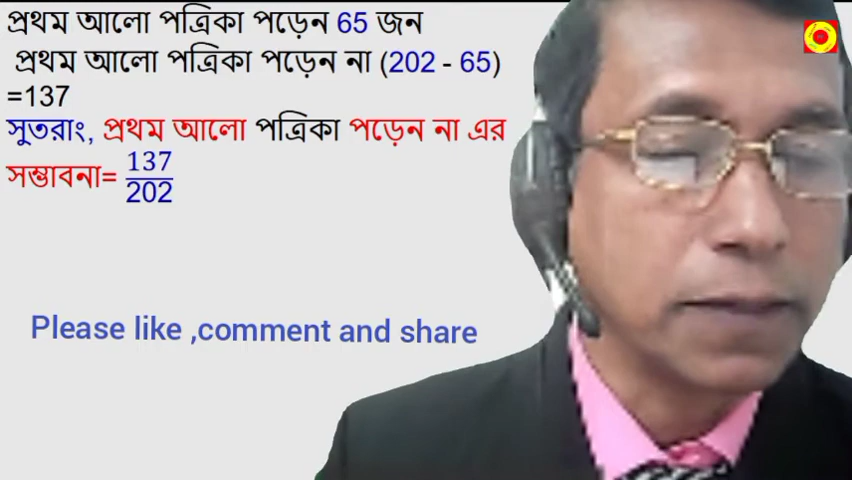 প্রথম আলো পত্রিকা পড়েন 65 জন
প্রথম আলো পত্রিকা পড়েন না (202 - 65)
=137
সুতরাং, প্রথম আলো পত্রিকা পড়েন না এর
সম্ভাবনা= 137/202
Please like ,comment and share